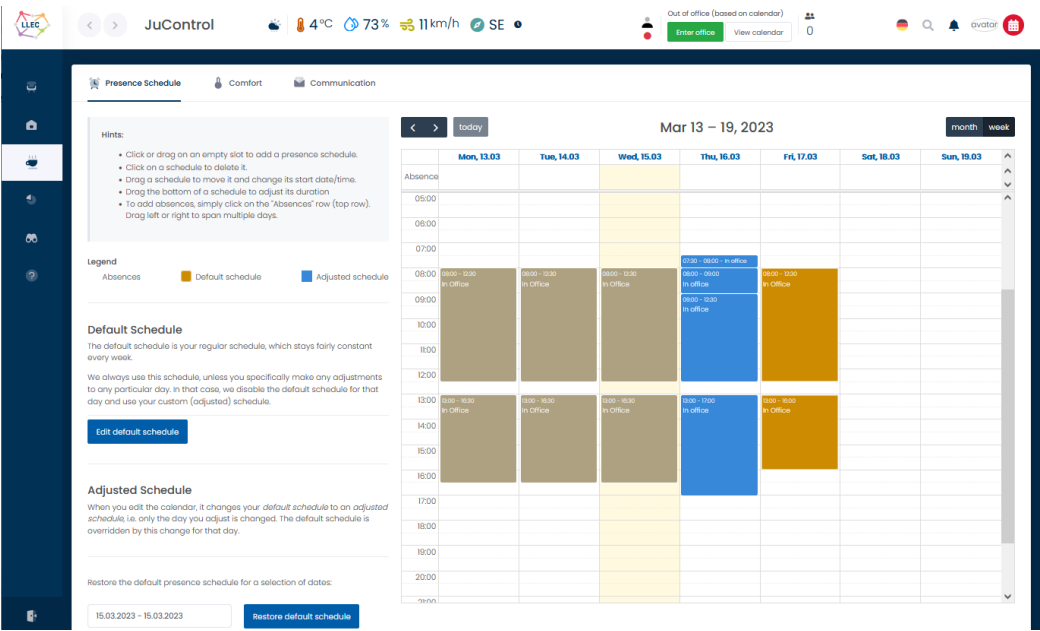 LLEC
JuControl
4°C
73%
11km/h
SE
Out of office (based on calendar)
Enter office
View calendar
0
avatar
Presence Schedule
Comfort
Communication
Hints:
• Click or drag on an empty slot to add a presence schedule.
• Click on a schedule to delete it.
• Drag a schedule to move it and change its start date/time.
• Drag the bottom of a schedule to adjust its duration
• To add absences, simply click on the "Absences" row (top row).
Drag left or right to span multiple days.
Legend
Absences
Default schedule
Adjusted schedule
Default Schedule
The default schedule is your regular schedule, which stays fairly constant
every week.
We always use this schedule, unless you specifically make any adjustments
to any particular day. In that case, we disable the default schedule for that
day and use your custom (adjusted) schedule.
Edit default schedule
Adjusted Schedule
When you edit the calendar, it changes your default schedule to an adjusted
schedule, i.e. only the day you adjust is changed. The default schedule is
overridden by this change for that day.
Restore the default presence schedule for a selection of dates:
15.03.2023 - 15.03.2023
Restore default schedule
today
Mar 13 – 19, 2023
month
week
Mon, 13.03
Tue, 14.03
Wed, 15.03
Thu, 16.03
Fri, 17.03
Sat, 18.03
Sun, 19.03
Absence
05:00
06:00
07:00
07:30 - 08:00 - In office
08:00
08:00 - 12:30
In Office
08:00 - 12:30
In Office
08:00 - 12:30
In Office
08:00 - 09:00
In office
08:00 - 12:30
In Office
09:00
09:00 - 12:30
In office
10:00
11:00
12:00
13:00
13:00 - 16:30
In Office
13:00 - 16:30
In Office
13:00 - 16:30
In Office
13:00 - 17:00
In office
13:00 - 16:00
In Office
14:00
15:00
16:00
17:00
18:00
19:00
20:00
21:00